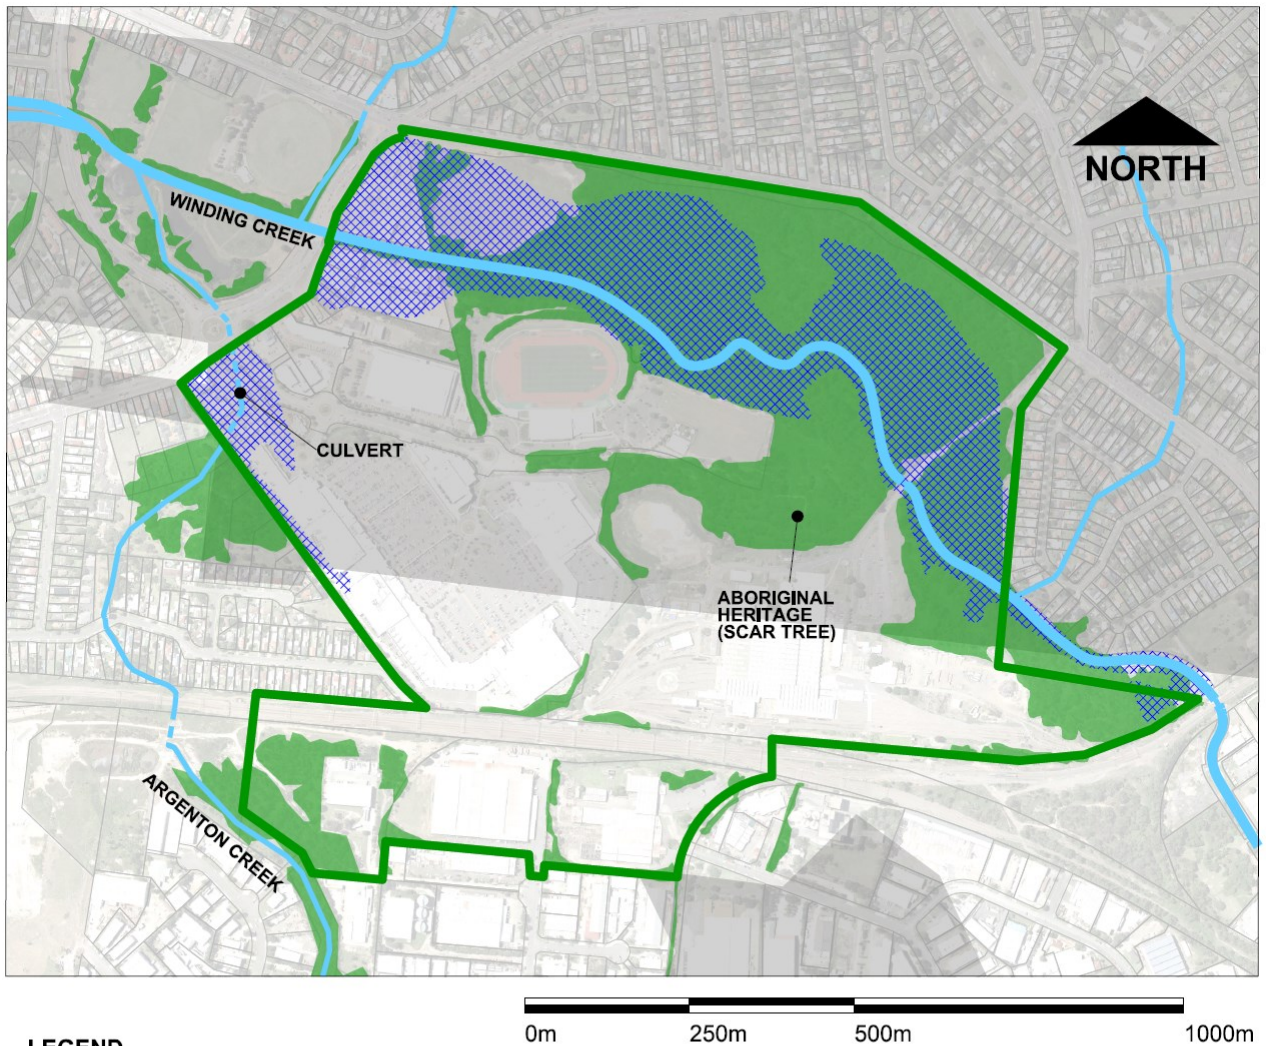 NORTH
WINDING CREEK
CULVERT
ABORIGINAL
HERITAGE
(SCAR TREE)
ARGENTON CREEK
0m 250m 500m 1000m
LEGEND